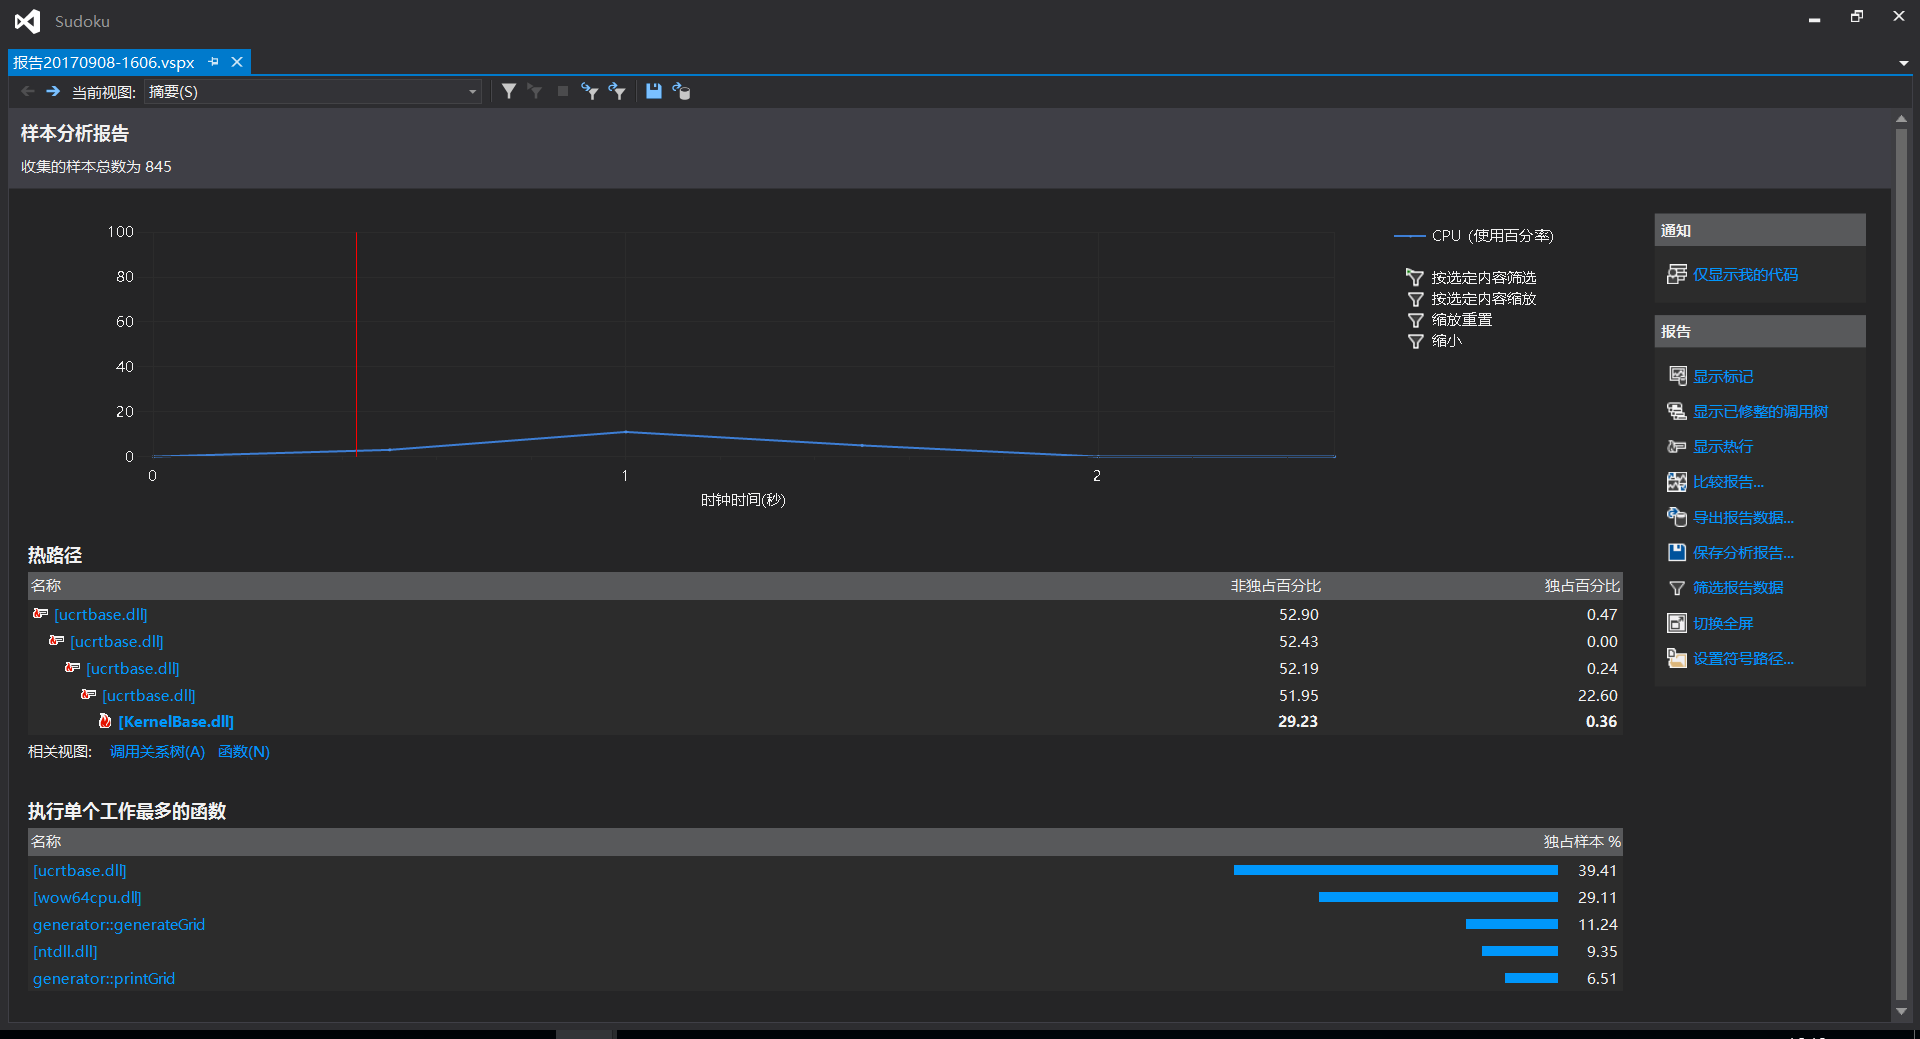 Sudoku
报告20170908-1606.vspx
当前视图: 摘要(S)
样本分析报告
收集的样本总数为 845
100
80
60
40
20
0
0 1 2
时钟时间(秒)
CPU (使用百分率)
按选定内容筛选
按选定内容缩放
缩放重置
缩小
通知
仅显示我的代码
报告
显示标记
显示已修整的调用树
显示热行
比较报告...
导出报告数据...
保存分析报告...
筛选报告数据
切换全屏
设置符号路径...
热路径
名称 非独占百分比 独占百分比
[ucrtbase.dll] 52.90 0.47
[ucrtbase.dll] 52.43 0.00
[ucrtbase.dll] 52.19 0.24
[ucrtbase.dll] 51.95 22.60
[KernelBase.dll] 29.23 0.36
相关视图: 调用关系树(A) 函数(N)
执行单个工作最多的函数
名称 独占样本 %
[ucrtbase.dll] 39.41
[wow64cpu.dll] 29.11
generator::generateGrid 11.24
[ntdll.dll] 9.35
generator::printGrid 6.51